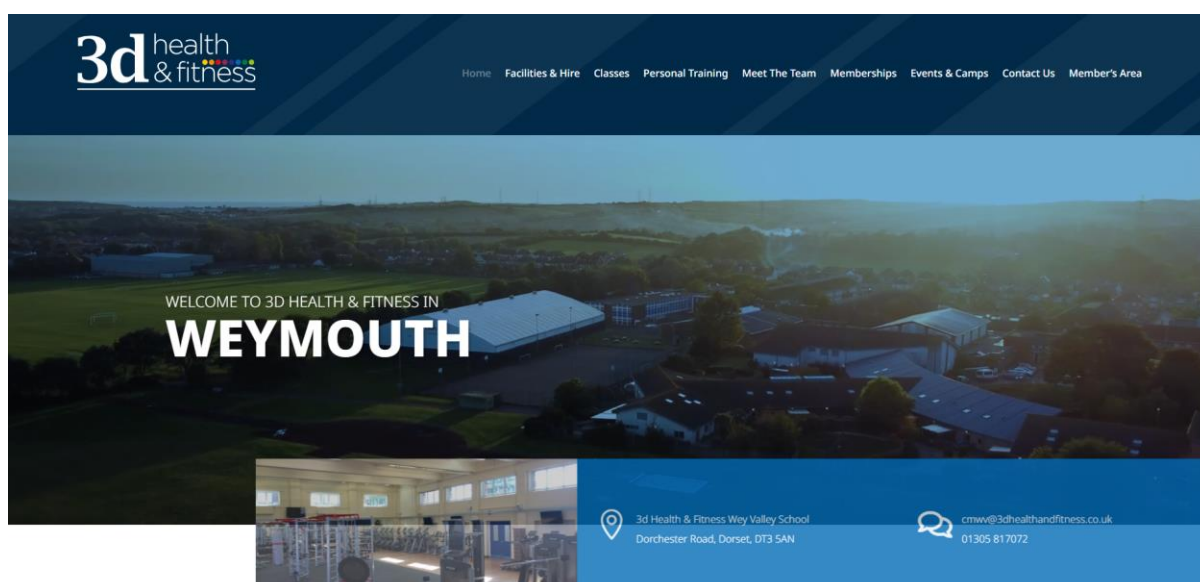 3d health
& fitness
Home Facilities & Hire Classes Personal Training Meet The Team Memberships Events & Camps Contact Us Member's Area
WELCOME TO 3D HEALTH & FITNESS IN
WEYMOUTH
3d Health & Fitness Wey Valley School
Dorchester Road, Dorset, DT3 5AN
cmwv@3dhealthandfitness.co.uk
01305 817072